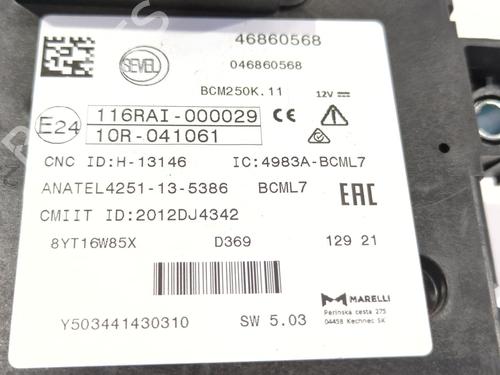 46860568
SEVEL
046860568
BCM250K.11
12V
E24
116RAI-000029
10R-041061
CE
CNC ID:H-13146 IC:4983A-BCML7
ANATEL4251-13-5386 BCML7
EAC
CMIIT ID:2012DJ4342
8YT16W85X D369 129 21
MARELLI
Perinska cesta 275
04458 Kechnec SK
Y503441430310 SW 5.03